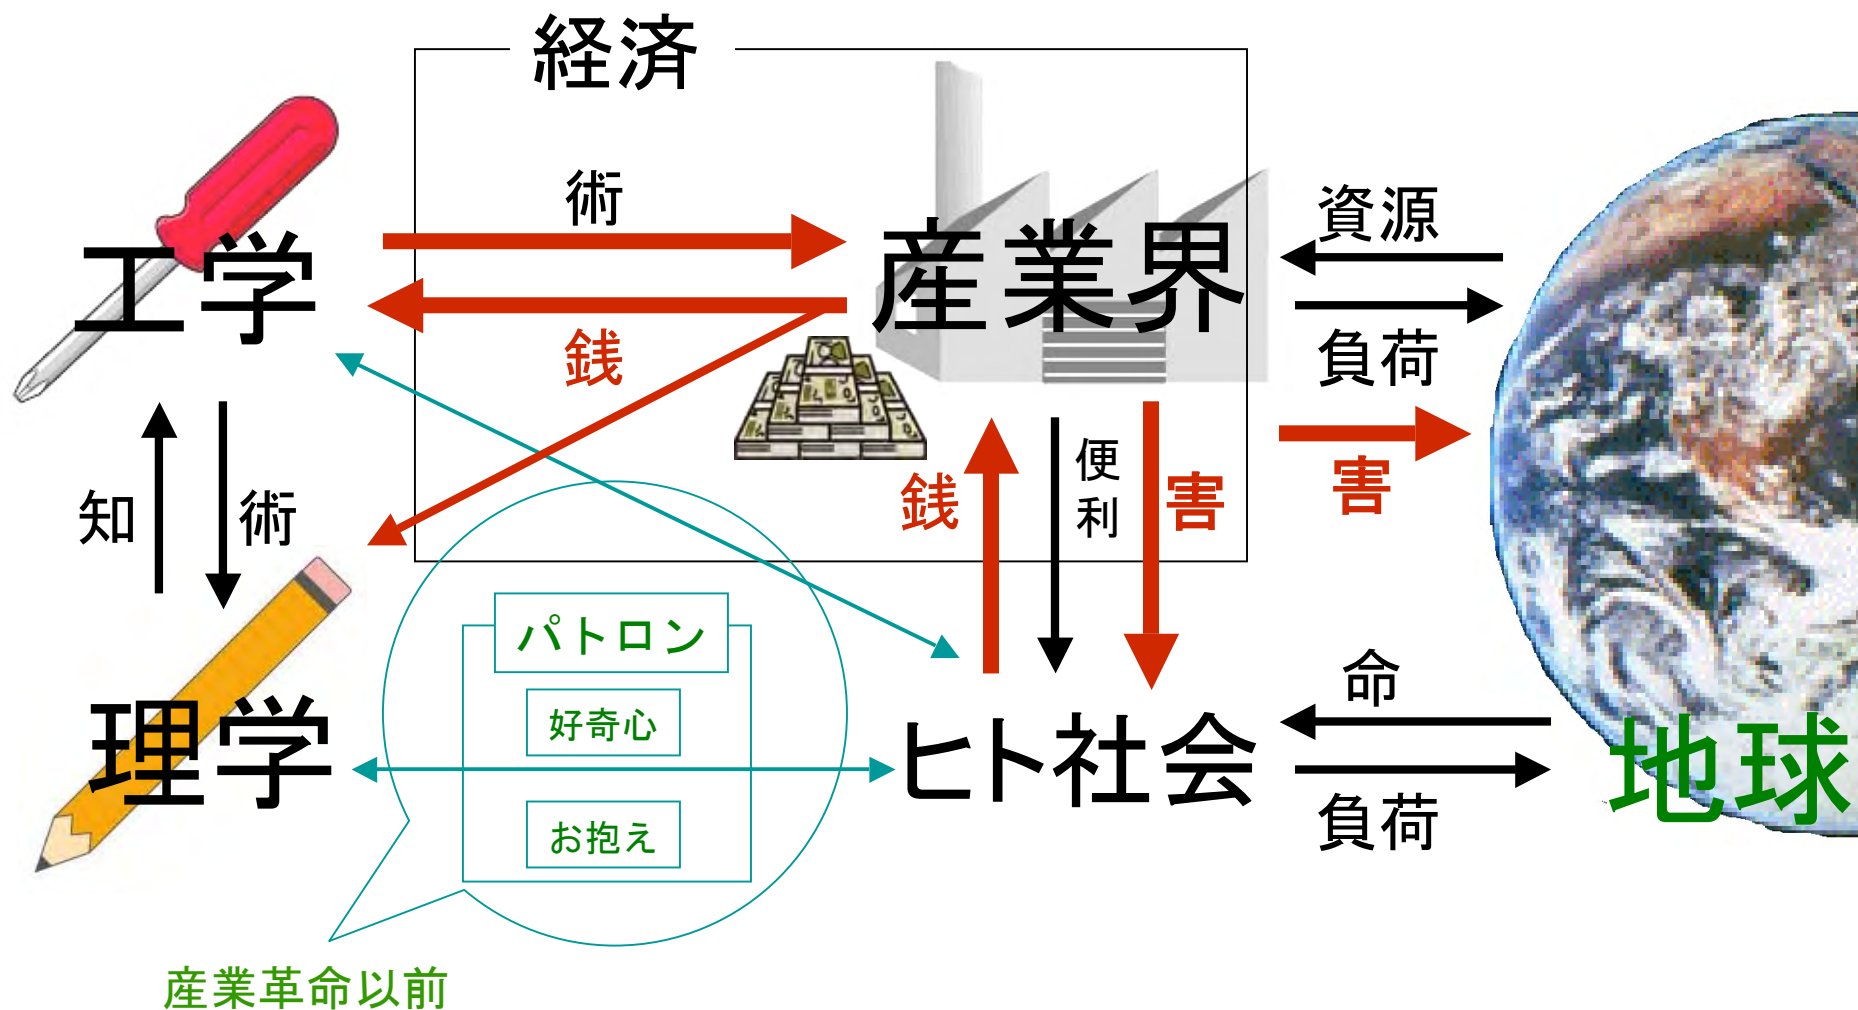 経済
術
工学
産業界
資源
銭
負荷
便利
銭
害
害
知
術
パトロン
好奇心
命
理学
ヒト社会
地球
お抱え
負荷
産業革命以前